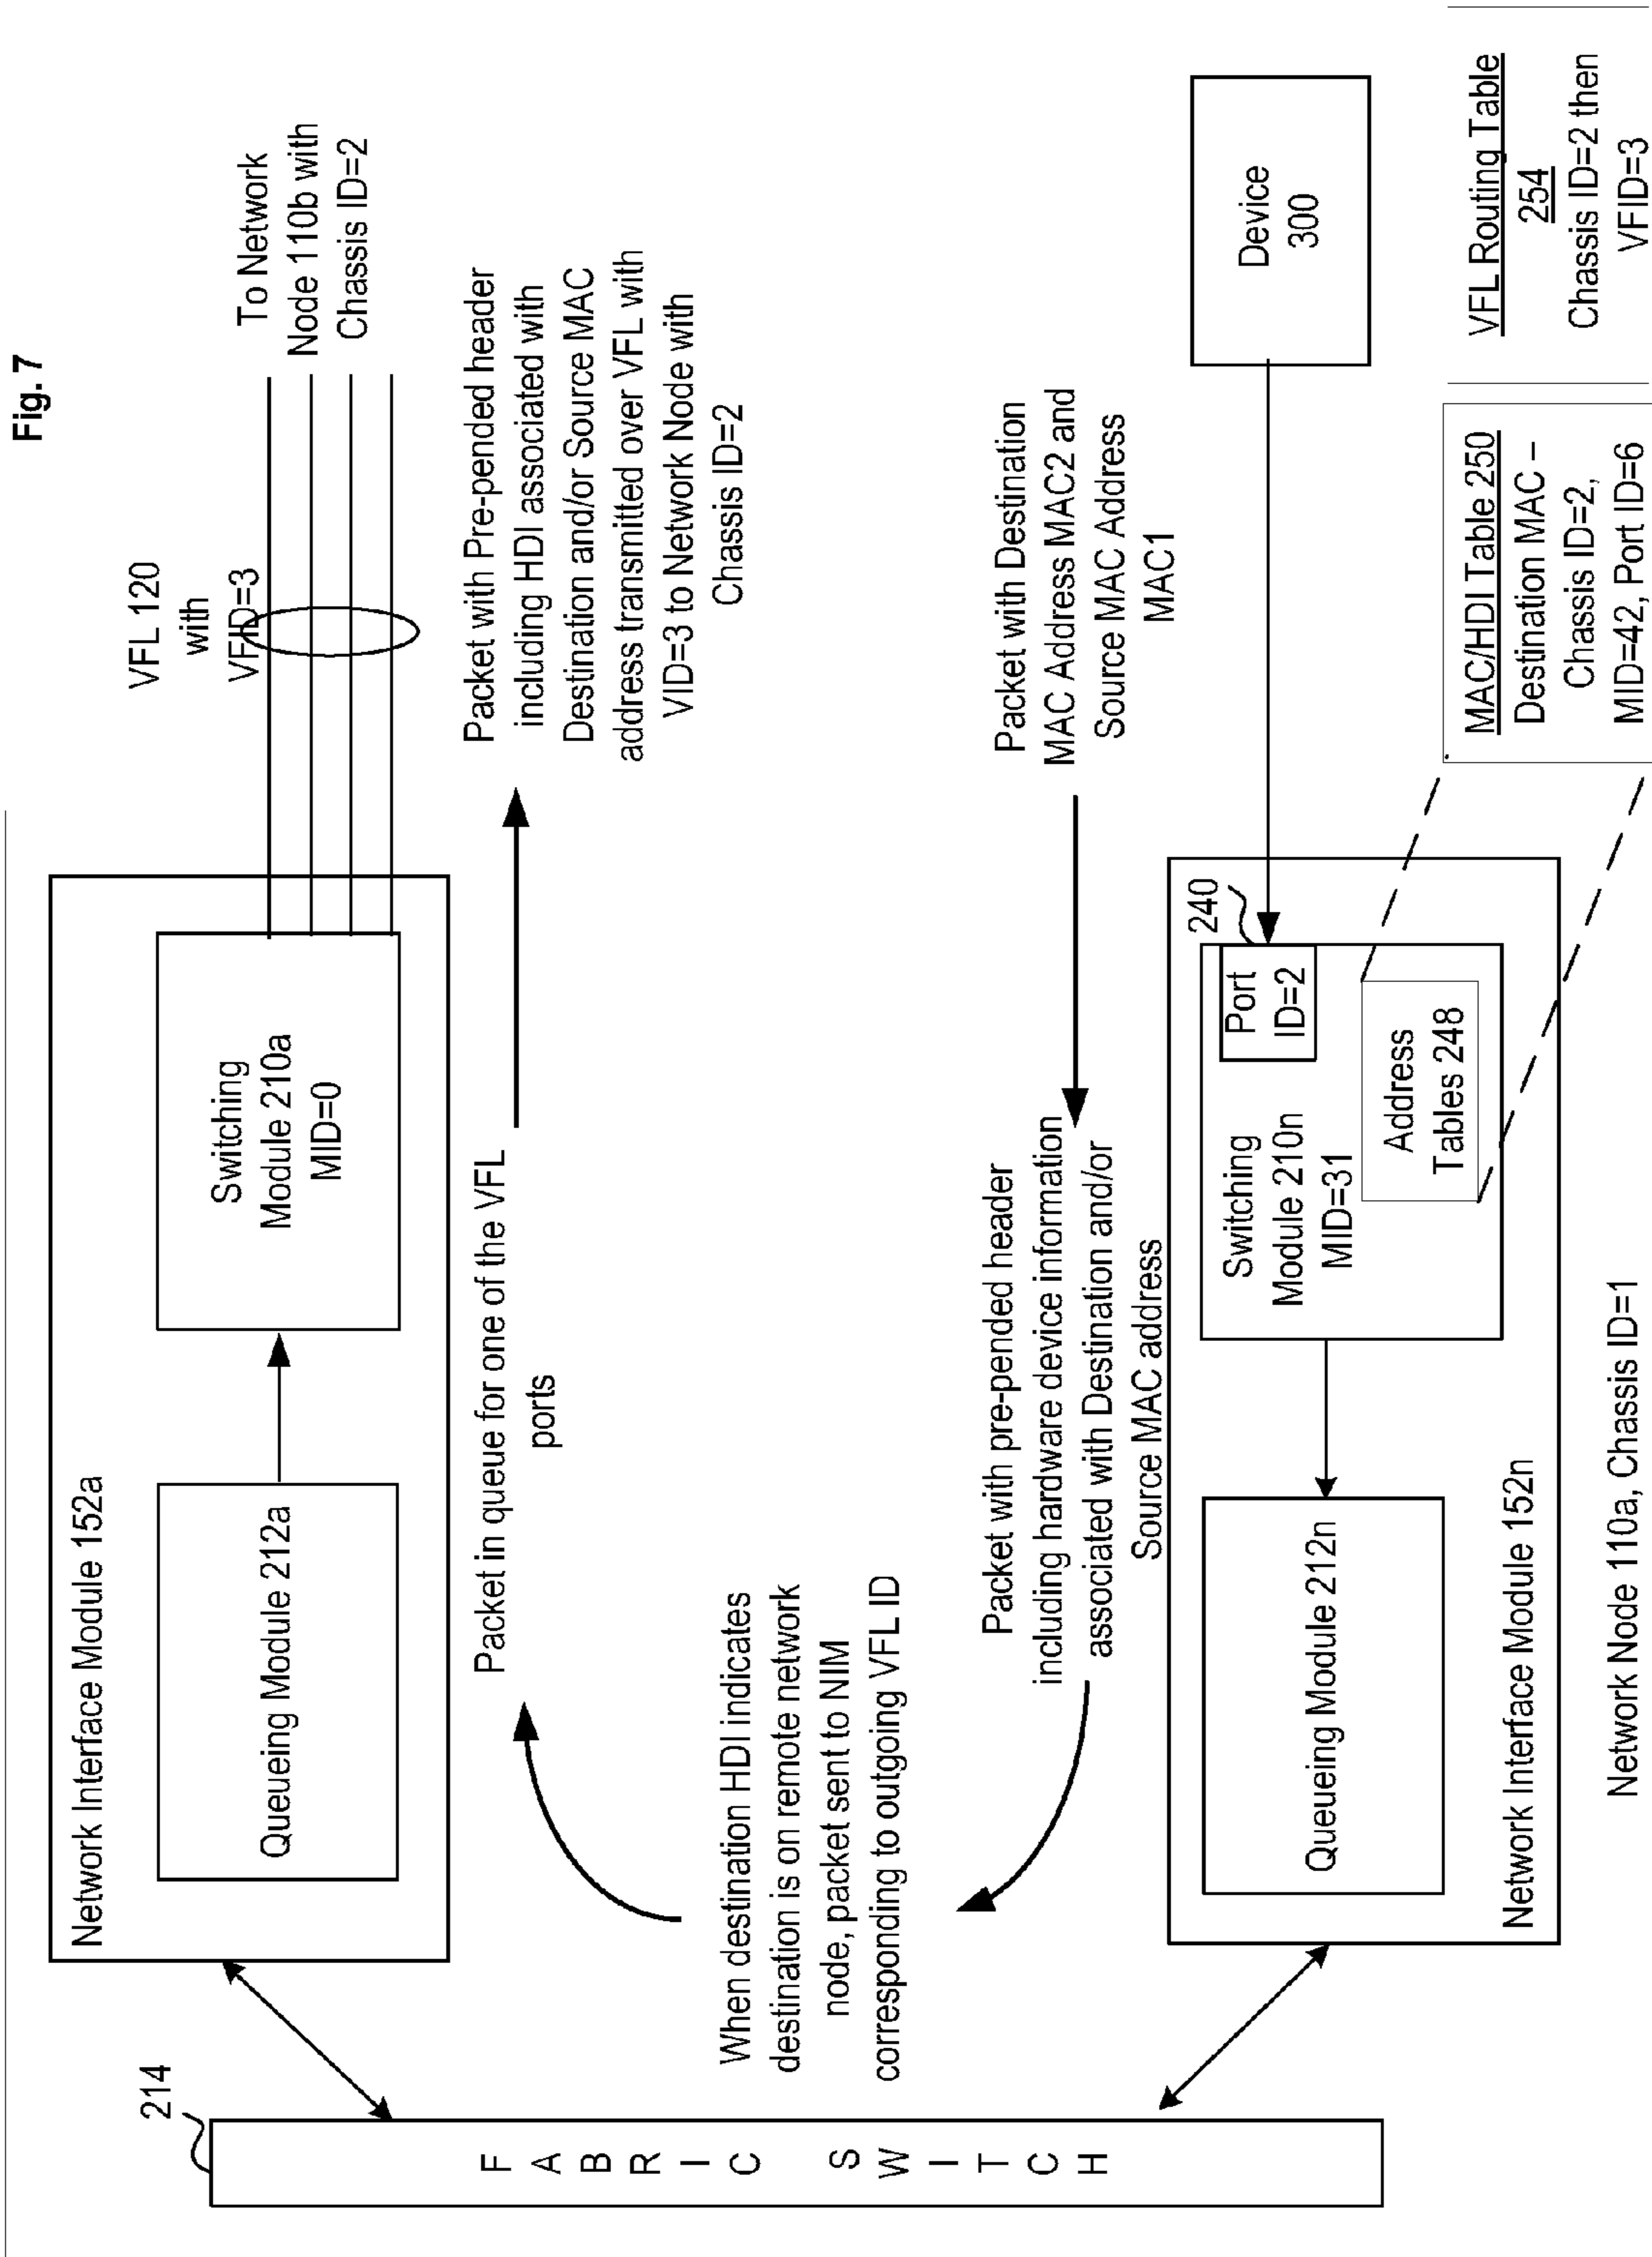 Fig. 7
Network Interface Module 152a
Queueing Module 212a
Switching
Module 210a
MID=0
VFL 120
with
VFID=3
To Network
Node 110b with
Chassis ID=2
214
FABRIC SWITCH
Packet in queue for one of the VFL
ports
Packet with Pre-pended header
including HDI associated with
Destination and/or Source MAC
address transmitted over VFL with
VID=3 to Network Node with
Chassis ID=2
When destination HDI indicates
destination is on remote network
node, packet sent to NIM
corresponding to outgoing VFL ID
Packet with pre-pended header
including hardware device information
associated with Destination and/or
Source MAC address
Packet with Destination
MAC Address MAC2 and
Source MAC Address
MAC1
Queueing Module 212n
Switching
Module 210n
MID=31
Port
ID=2
240
Address
Tables 248
Network Interface Module 152n
Device
300
MAC/HDI Table 250
Destination MAC –
Chassis ID=2,
MID=42, Port ID=6
VFL Routing Table
254
Chassis ID=2 then
VFID=3
Network Node 110a, Chassis ID=1